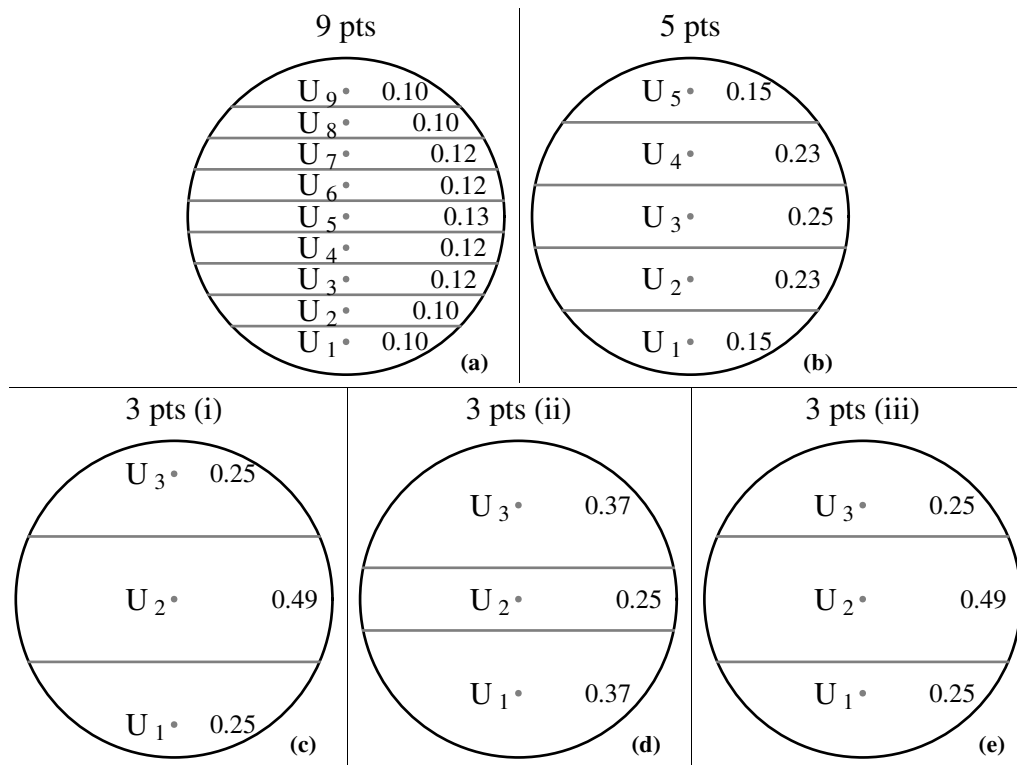 9 pts
U 9 0.10
U 8 0.10
U 7 0.12
U 6 0.12
U 5 0.13
U 4 0.12
U 3 0.12
U 2 0.10
U 1 0.10
(a)
5 pts
U 5 0.15
U 4 0.23
U 3 0.25
U 2 0.23
U 1 0.15
(b)
3 pts (i)
U 3 0.25
U 2 0.49
U 1 0.25
(c)
3 pts (ii)
U 3 0.37
U 2 0.25
U 1 0.37
(d)
3 pts (iii)
U 3 0.25
U 2 0.49
U 1 0.25
(e)